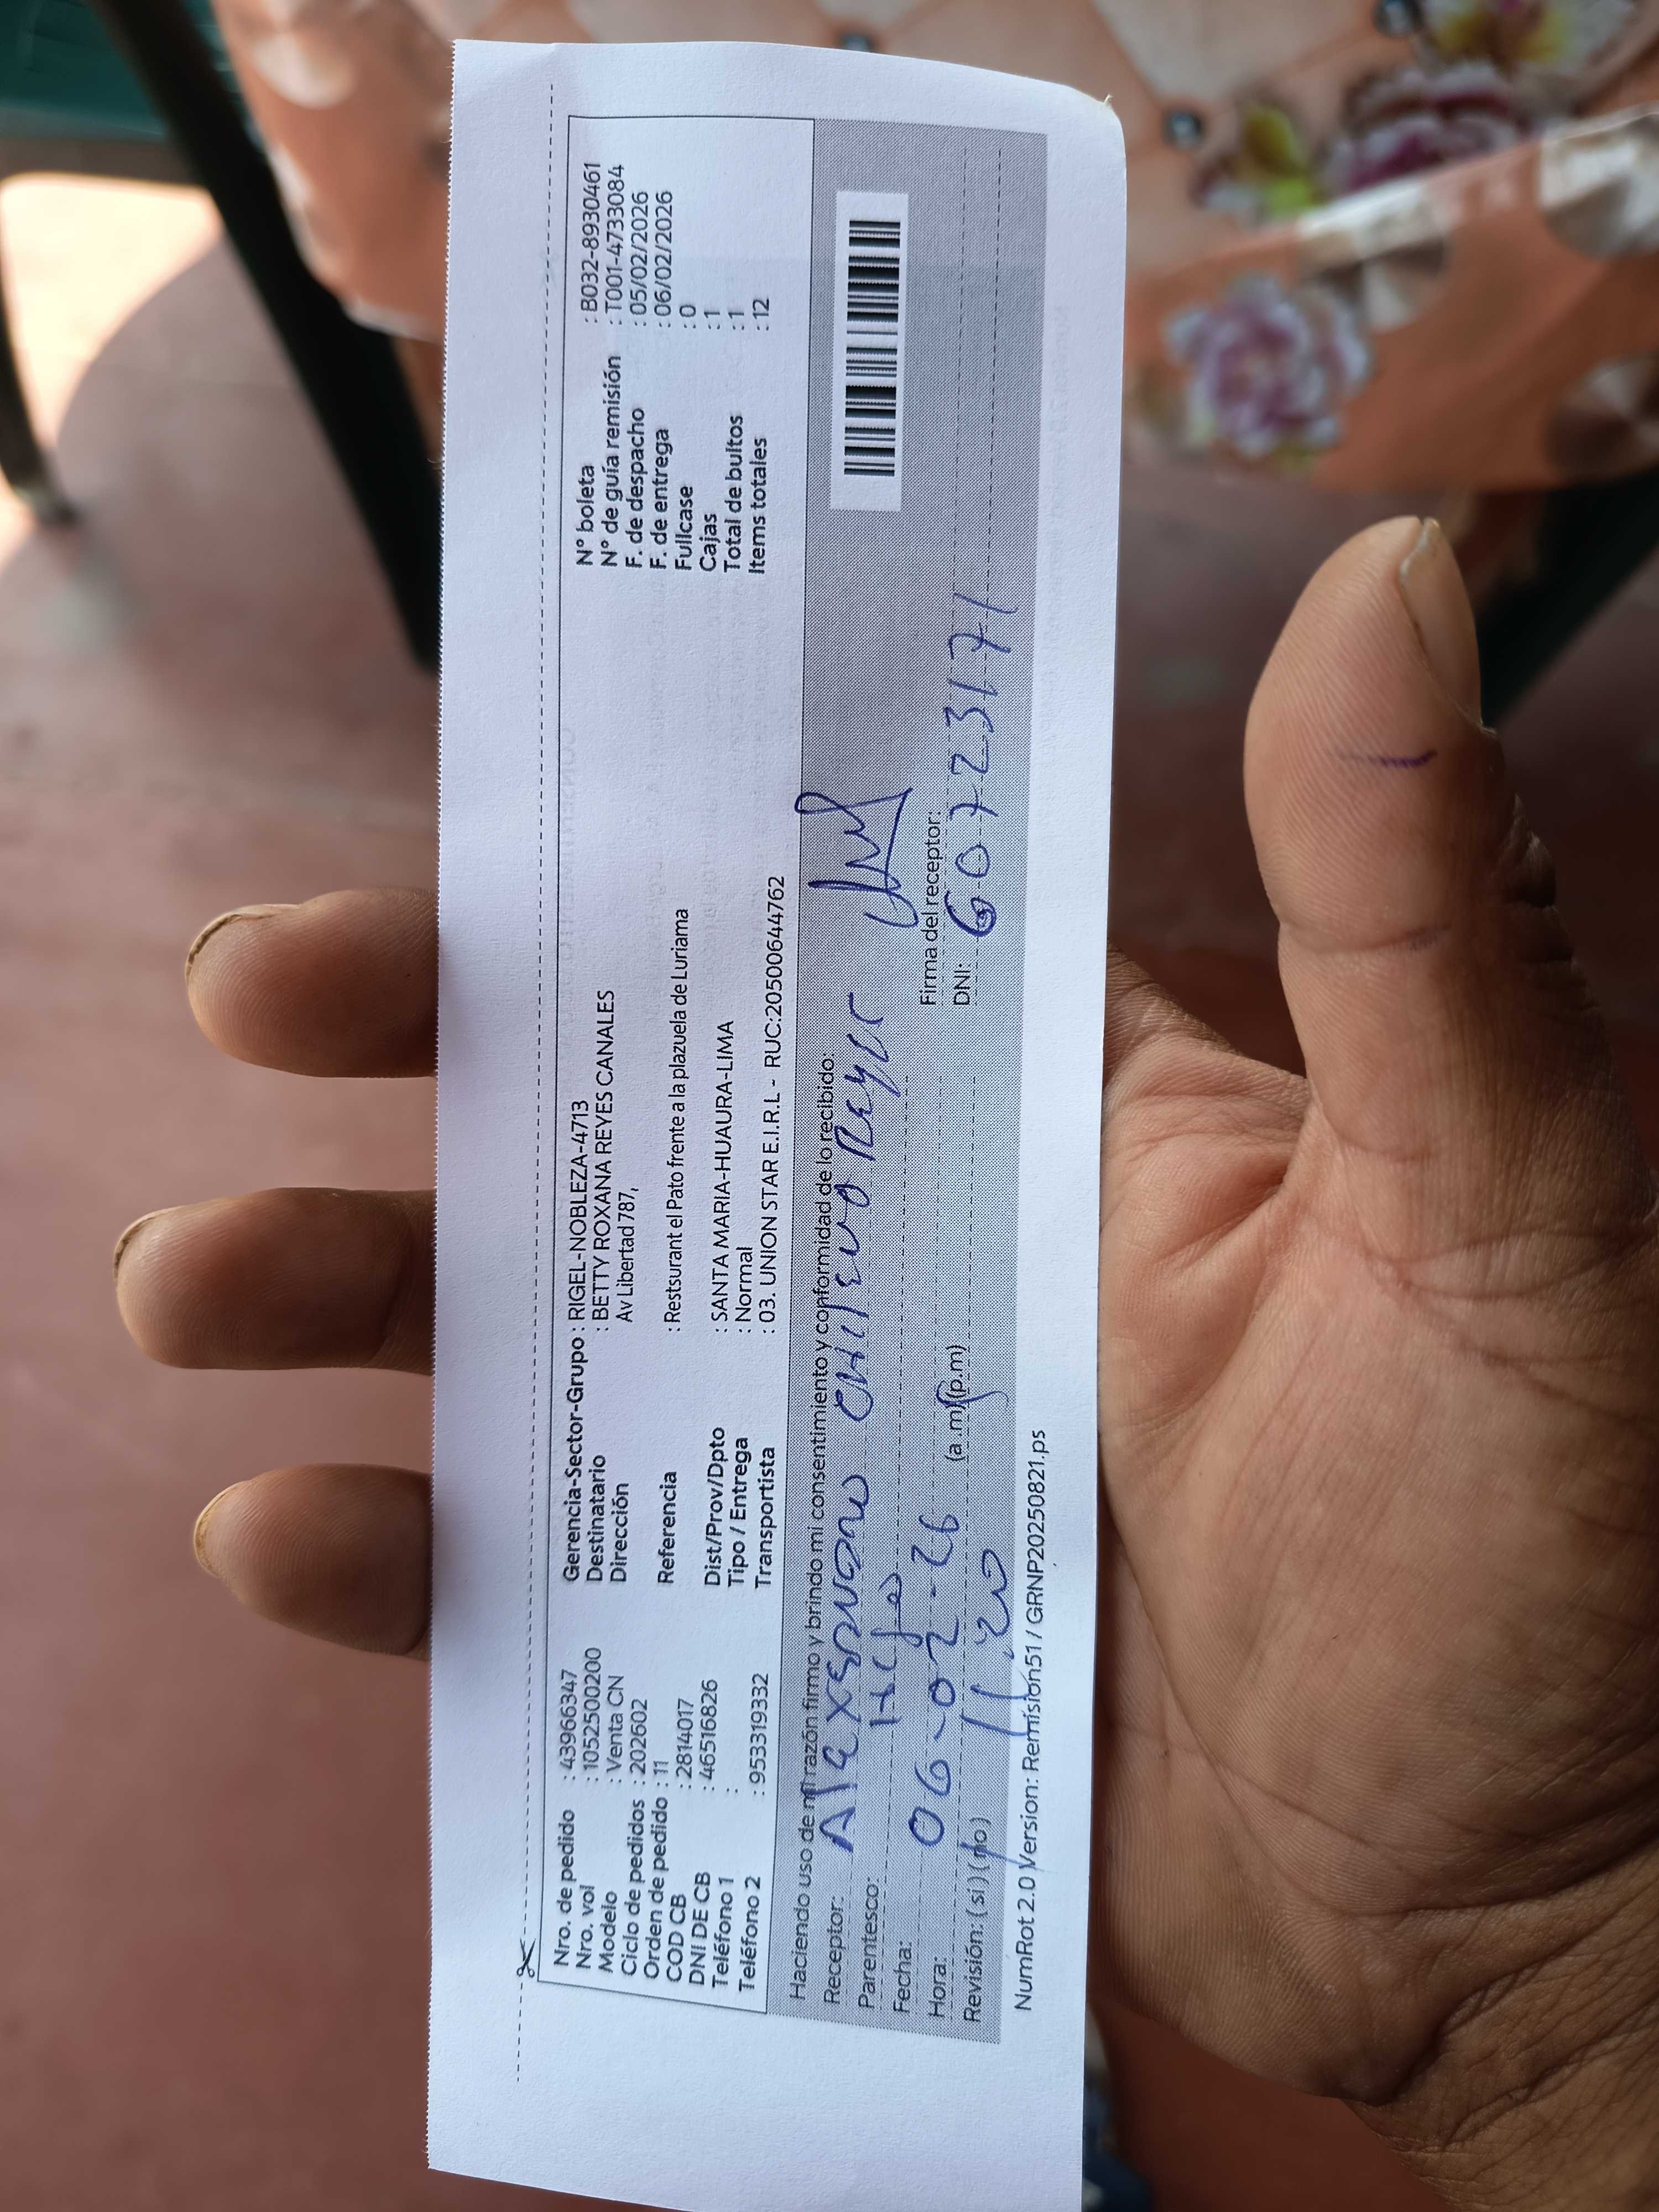 Nro. de pedido : 43966347
Nro. vol : 1052500200
Modelo : Venta CN
Ciclo de pedidos : 202602
Orden de pedido : 11
COD CB : 2814017
DNI DE CB : 46516826
Teléfono 1 :
Teléfono 2 : 953319332
Gerencia-Sector-Grupo : RIGEL-NOBLEZA-4713
Destinatario : BETTY ROXANA REYES CANALES
Dirección Av Libertad 787,
Referencia : Restsurant el Pato frente a la plazuela de Luriama
Dist/Prov/Dpto : SANTA MARIA-HUAURA-LIMA
Tipo / Entrega : Normal
Transportista : 03. UNION STAR E.I.R.L - RUC:20500644762
N° boleta : B032-8930461
N° de guía remisión : T001-4733084
F. de despacho : 05/02/2026
F. de entrega : 06/02/2026
Fullcase : 0
Cajas : 1
Total de bultos : 1
Items totales : 12
Haciendo uso de mi razón firmo y brindo mi consentimiento y conformidad de lo recibido:
Receptor: Alexsandro Reyes
Parentesco: Hijo
Fecha: 06-02-26
Hora: 11.20 (a .m)(p.m)
Revisión: ( si ) ( no )
Firma del receptor:
DNI: 60723171
NumRot 2.0 Version: Remision51 / GRNP20250821.ps